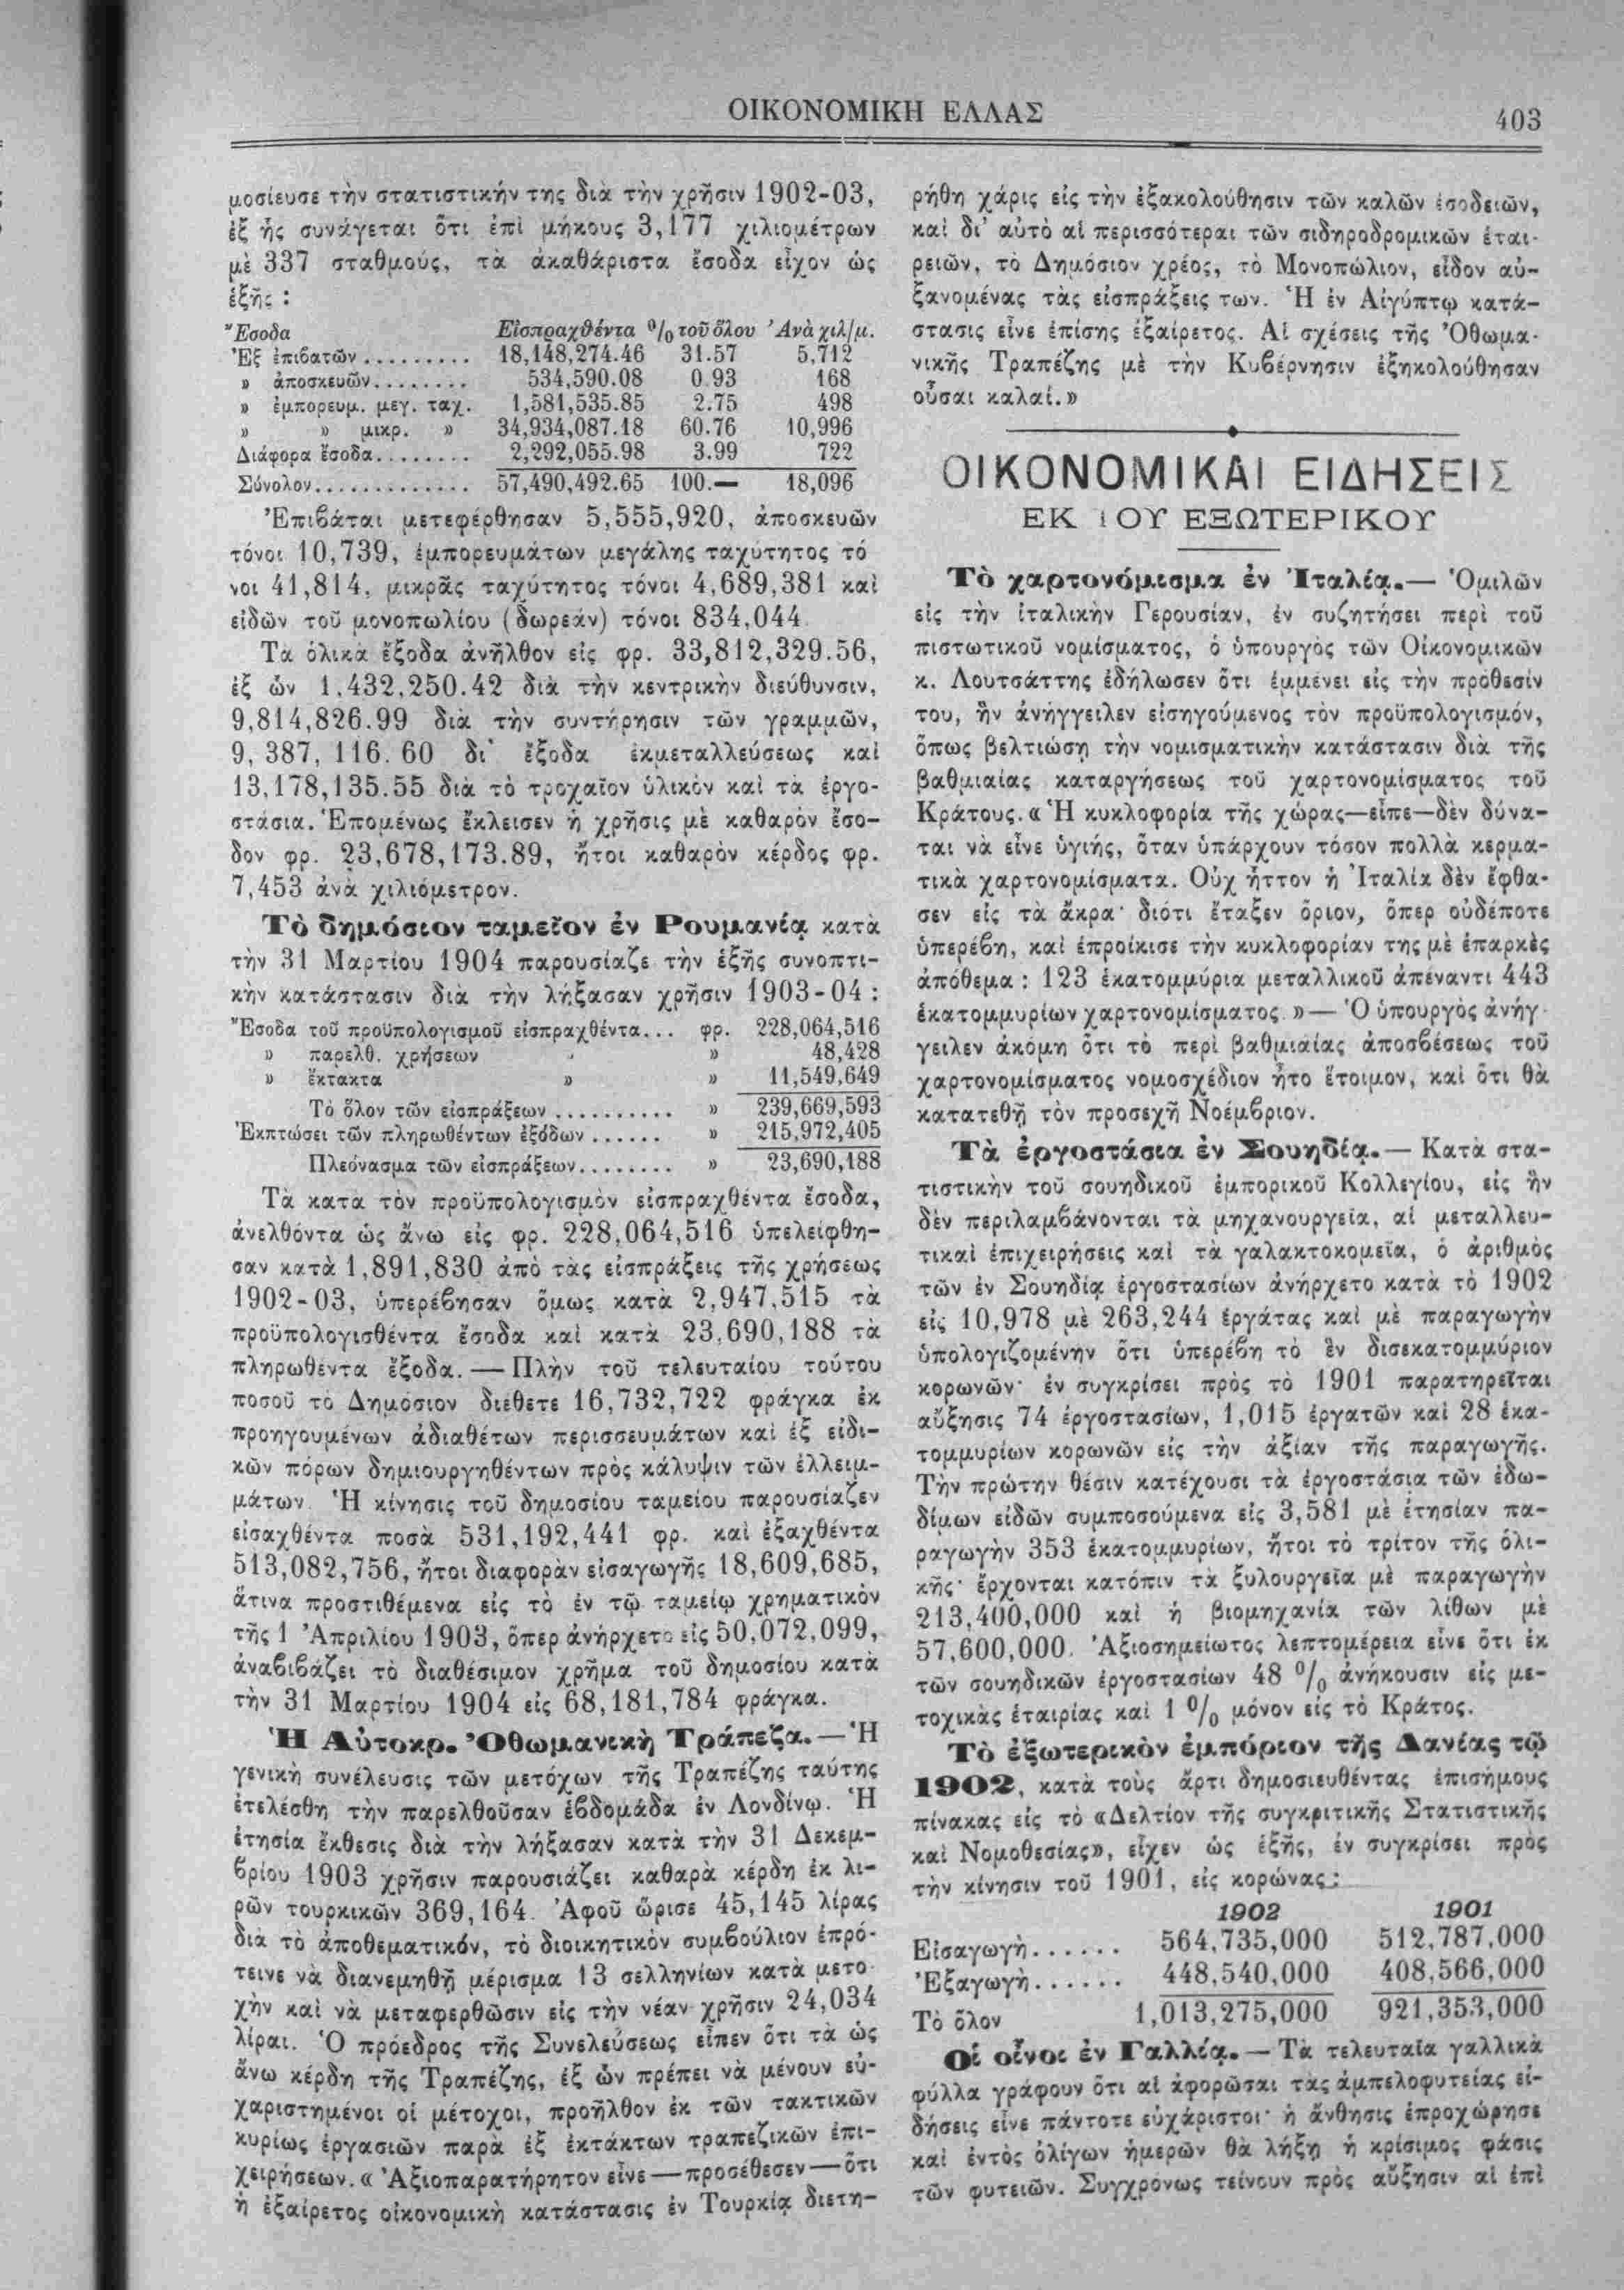 ΟΙΚΟΝΟΜΙΚΗ ΕΛΛΑΣ
403
μοσίευσε τὴν στατιστικήν της διὰ τὴν χρῆσιν 1902-03,
ἐξ ἧς συνάγεται ὅτι ἐπὶ μήκους 3,177 χιλιομέτρων
μὲ 337 σταθμούς, τὰ ἀκαθάριστα ἔσοδα εἶχον ὡς
ἑξῆς :
Ἔσοδα Εἰσπραχθέντα % τοῦ ὅλου Ἀνὰ χιλ/μ.
Ἐξ ἐπιβατῶν ......... 18,148,274.46 31.57 5,712
» ἀποσκευῶν ........ 534,590.08 0.93 168
» ἐμπορευμ. μεγ. ταχ. 1,581,535.85 2.75 498
» » μικρ. » 34,934,087.18 60.76 10,996
Διάφορα ἔσοδα ........ 2,292,055.98 3.99 722
Σύνολον ............. 57,490,492.65 100.— 18,096
Ἐπιβάται μετεφέρθησαν 5,555,920, ἀποσκευῶν
τόνοι 10,739, ἐμπορευμάτων μεγάλης ταχύτητος τό
νοι 41,814, μικρᾶς ταχύτητος τόνοι 4,689,381 καὶ
εἰδῶν τοῦ μονοπωλίου (δωρεάν) τόνοι 834,044.
Τὰ ὁλικὰ ἔξοδα ἀνῆλθον εἰς φρ. 33,812,329.56,
ἐξ ὧν 1,432,250.42 διὰ τὴν κεντρικὴν διεύθυνσιν,
9,814,826.99 διὰ τὴν συντήρησιν τῶν γραμμῶν,
9,387,116.60 δι' ἔξοδα ἐκμεταλλεύσεως καὶ
13,178,135.55 διὰ τὸ τροχαῖον ὑλικὸν καὶ τὰ ἐργο-
στάσια. Ἑπομένως ἔκλεισεν ἡ χρῆσις μὲ καθαρὸν ἔσο-
δον φρ. 23,678,173.89, ἤτοι καθαρὸν κέρδος φρ.
7,453 ἀνὰ χιλιόμετρον.
Τὸ δημόσιον ταμεῖον ἐν Ρουμανίᾳ κατὰ
τὴν 31 Μαρτίου 1904 παρουσίαζε τὴν ἑξῆς συνοπτι-
κὴν κατάστασιν διὰ τὴν λήξασαν χρῆσιν 1903-04 :
Ἔσοδα τοῦ προϋπολογισμοῦ εἰσπραχθέντα... φρ. 228,064,516
» παρελθ. χρήσεων » » 48,428
» ἔκτακτα » » 11,549,649
Τὸ ὅλον τῶν εἰσπράξεων .......... » 239,669,593
Ἐκπτώσει τῶν πληρωθέντων ἐξόδων ...... » 215,972,405
Πλεόνασμα τῶν εἰσπράξεων ........ » 23,690,188
Τὰ κατὰ τὸν προϋπολογισμὸν εἰσπραχθέντα ἔσοδα,
ἀνελθόντα ὡς ἄνω εἰς φρ. 228,064,516 ὑπελείφθη-
σαν κατὰ 1,891,830 ἀπὸ τὰς εἰσπράξεις τῆς χρήσεως
1902-03, ὑπερέβησαν ὅμως κατὰ 2,947,515 τὰ
προϋπολογισθέντα ἔσοδα καὶ κατὰ 23,690,188 τὰ
πληρωθέντα ἔξοδα. — Πλὴν τοῦ τελευταίου τούτου
ποσοῦ τὸ Δημόσιον διέθετε 16,732,722 φράγκα ἐκ
προηγουμένων ἀδιαθέτων περισσευμάτων καὶ ἐξ εἰδι-
κῶν πόρων δημιουργηθέντων πρὸς κάλυψιν τῶν ἐλλειμ-
μάτων. Ἡ κίνησις τοῦ δημοσίου ταμείου παρουσίαζεν
εἰσαχθέντα ποσὰ 531,192,441 φρ. καὶ ἐξαχθέντα
513,082,756, ἤτοι διαφορὰν εἰσαγωγῆς 18,609,685,
ἅτινα προστιθέμενα εἰς τὸ ἐν τῷ ταμείῳ χρηματικὸν
τῆς 1 Ἀπριλίου 1903, ὅπερ ἀνήρχετο εἰς 50,072,099,
ἀναβιβάζει τὸ διαθέσιμον χρῆμα τοῦ δημοσίου κατὰ
τὴν 31 Μαρτίου 1904 εἰς 68,181,784 φράγκα.
Ἡ Αὐτοκρ. Ὀθωμανικὴ Τράπεζα. — Ἡ
γενικὴ συνέλευσις τῶν μετόχων τῆς Τραπέζης ταύτης
ἐτελέσθη τὴν παρελθοῦσαν ἑβδομάδα ἐν Λονδίνῳ. Ἡ
ἐτησία ἔκθεσις διὰ τὴν λήξασαν κατὰ τὴν 31 Δεκεμ-
βρίου 1903 χρῆσιν παρουσιάζει καθαρὰ κέρδη ἐκ λι-
ρῶν τουρκικῶν 369,164. Ἀφοῦ ὥρισε 45,145 λίρας
διὰ τὸ ἀποθεματικόν, τὸ διοικητικὸν συμβούλιον ἐπρό-
τεινε νὰ διανεμηθῇ μέρισμα 13 σελληνίων κατὰ μετο-
χὴν καὶ νὰ μεταφερθῶσιν εἰς τὴν νέαν χρῆσιν 24,034
λίραι. Ὁ πρόεδρος τῆς Συνελεύσεως εἶπεν ὅτι τὰ ὡς
ἄνω κέρδη τῆς Τραπέζης, ἐξ ὧν πρέπει νὰ μένουν εὐ-
χαριστημένοι οἱ μέτοχοι, προῆλθον ἐκ τῶν τακτικῶν
κυρίως ἐργασιῶν παρὰ ἐξ ἐκτάκτων τραπεζικῶν ἐπι-
χειρήσεων. « Ἀξιοπαρατήρητον εἶνε — προσέθεσεν — ὅτι
ἡ ἐξαίρετος οἰκονομικὴ κατάστασις ἐν Τουρκίᾳ διετη-
ρήθη χάρις εἰς τὴν ἐξακολούθησιν τῶν καλῶν ἐσοδειῶν,
καὶ δι' αὐτὸ αἱ περισσότεραι τῶν σιδηροδρομικῶν ἑται-
ρειῶν, τὸ Δημόσιον χρέος, τὸ Μονοπώλιον, εἶδον αὐ-
ξανομένας τὰς εἰσπράξεις των. Ἡ ἐν Αἰγύπτῳ κατά-
στασις εἶνε ἐπίσης ἐξαίρετος. Αἱ σχέσεις τῆς Ὀθωμα-
νικῆς Τραπέζης μὲ τὴν Κυβέρνησιν ἐξηκολούθησαν
οὖσαι καλαί.»
ΟΙΚΟΝΟΜΙΚΑΙ ΕΙΔΗΣΕΙΣ
ΕΚ ΤΟΥ ΕΞΩΤΕΡΙΚΟΥ
Τὸ χαρτονόμισμα ἐν Ἰταλίᾳ. — Ὁμιλῶν
εἰς τὴν ἰταλικὴν Γερουσίαν, ἐν συζητήσει περὶ τοῦ
πιστωτικοῦ νομίσματος, ὁ ὑπουργὸς τῶν Οἰκονομικῶν
κ. Λουτσάττης ἐδήλωσεν ὅτι ἐμμένει εἰς τὴν πρόθεσίν
του, ἣν ἀνήγγειλεν εἰσηγούμενος τὸν προϋπολογισμόν,
ὅπως βελτιώσῃ τὴν νομισματικὴν κατάστασιν διὰ τῆς
βαθμιαίας καταργήσεως τοῦ χαρτονομίσματος τοῦ
Κράτους. « Ἡ κυκλοφορία τῆς χώρας—εἶπε—δὲν δύνα-
ται νὰ εἶνε ὑγιής, ὅταν ὑπάρχουν τόσον πολλὰ κερμα-
τικὰ χαρτονομίσματα. Οὐχ ἧττον ἡ Ἰταλία δὲν ἔφθα-
σεν εἰς τὰ ἄκρα· διότι ἔταξεν ὅριον, ὅπερ οὐδέποτε
ὑπερέβη, καὶ ἐπροίκισε τὴν κυκλοφορίαν της μὲ ἐπαρκὲς
ἀπόθεμα : 123 ἑκατομμύρια μεταλλικοῦ ἀπέναντι 443
ἑκατομμυρίων χαρτονομίσματος. » — Ὁ ὑπουργὸς ἀνήγ-
γειλεν ἀκόμη ὅτι τὸ περὶ βαθμιαίας ἀποσβέσεως τοῦ
χαρτονομίσματος νομοσχέδιον ἦτο ἕτοιμον, καὶ ὅτι θὰ
κατατεθῇ τὸν προσεχῆ Νοέμβριον.
Τὰ ἐργοστάσια ἐν Σουηδίᾳ. — Κατὰ στα-
τιστικὴν τοῦ σουηδικοῦ ἐμπορικοῦ Κολλεγίου, εἰς ἣν
δὲν περιλαμβάνονται τὰ μηχανουργεῖα, αἱ μεταλλευ-
τικαὶ ἐπιχειρήσεις καὶ τὰ γαλακτοκομεῖα, ὁ ἀριθμὸς
τῶν ἐν Σουηδίᾳ ἐργοστασίων ἀνήρχετο κατὰ τὸ 1902
εἰς 10,978 μὲ 263,244 ἐργάτας καὶ μὲ παραγωγὴν
ὑπολογιζομένην ὅτι ὑπερέβη τὸ ἓν δισεκατομμύριον
κορωνῶν· ἐν συγκρίσει πρὸς τὸ 1901 παρατηρεῖται
αὔξησις 74 ἐργοστασίων, 1,015 ἐργατῶν καὶ 28 ἑκα-
τομμυρίων κορωνῶν εἰς τὴν ἀξίαν τῆς παραγωγῆς.
Τὴν πρώτην θέσιν κατέχουσι τὰ ἐργοστάσια τῶν ἐδω-
δίμων εἰδῶν συμποσούμενα εἰς 3,581 μὲ ἐτησίαν πα-
ραγωγὴν 353 ἑκατομμυρίων, ἤτοι τὸ τρίτον τῆς ὁλι-
κῆς· ἔρχονται κατόπιν τὰ ξυλουργεῖα μὲ παραγωγὴν
213,400,000 καὶ ἡ βιομηχανία τῶν λίθων μὲ
57,600,000. Ἀξιοσημείωτος λεπτομέρεια εἶνε ὅτι ἐκ
τῶν σουηδικῶν ἐργοστασίων 48 % ἀνήκουσιν εἰς με-
τοχικὰς ἑταιρίας καὶ 1 % μόνον εἰς τὸ Κράτος.
Τὸ ἐξωτερικὸν ἐμπόριον τῆς Δανίας τῷ
1902, κατὰ τοὺς ἄρτι δημοσιευθέντας ἐπισήμους
πίνακας εἰς τὸ «Δελτίον τῆς συγκριτικῆς Στατιστικῆς
καὶ Νομοθεσίας», εἶχεν ὡς ἑξῆς, ἐν συγκρίσει πρὸς
τὴν κίνησιν τοῦ 1901, εἰς κορώνας :
1902 1901
Εἰσαγωγὴ ...... 564,735,000 512,787,000
Ἐξαγωγὴ ...... 448,540,000 408,566,000
Τὸ ὅλον 1,013,275,000 921,353,000
Οἱ οἶνοι ἐν Γαλλίᾳ. — Τὰ τελευταῖα γαλλικὰ
φύλλα γράφουν ὅτι αἱ ἀφορῶσαι τὰς ἀμπελοφυτείας εἰ-
δήσεις εἶνε πάντοτε εὐχάριστοι· ἡ ἄνθησις ἐπροχώρησε
καὶ ἐντὸς ὀλίγων ἡμερῶν θὰ λήξῃ ἡ κρίσιμος φάσις
τῶν φυτειῶν. Συγχρόνως τείνουν πρὸς αὔξησιν αἱ ἐπὶ